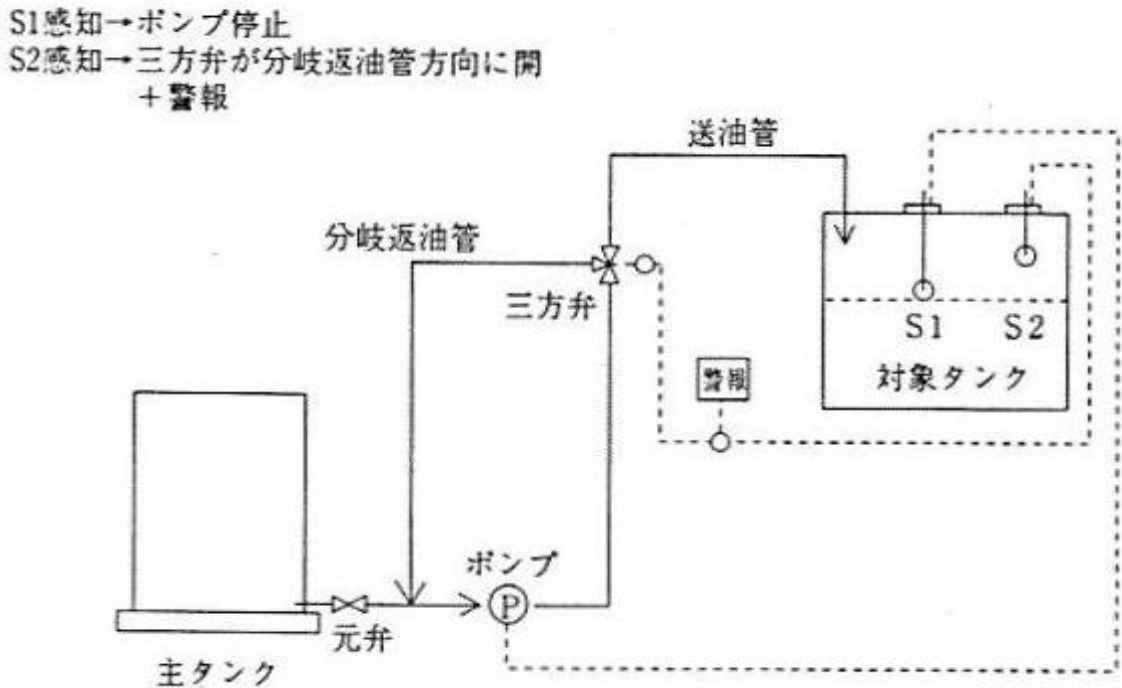 S1感知→ポンプ停止
S2感知→三方弁が分岐返油管方向に開
＋警報
送油管
分岐返油管
三方弁
S1
S2
警報
対象タンク
ポンプ
P
元弁
主タンク